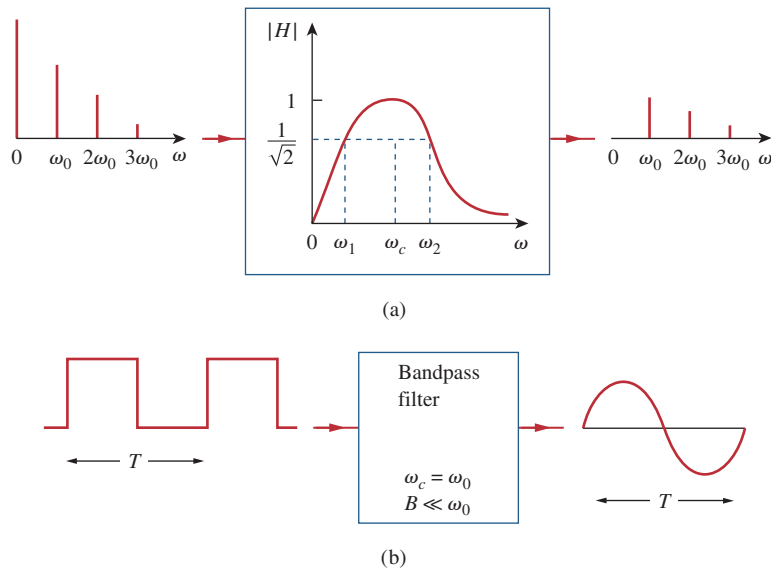 |H|
1
1/√2
0 ω₀ 2ω₀ 3ω₀ ω
0 ω₁ ω_c ω₂ ω
0 ω₀ 2ω₀ 3ω₀ ω
(a)
Bandpass
filter
ω_c = ω₀
B ≪ ω₀
T
T
(b)